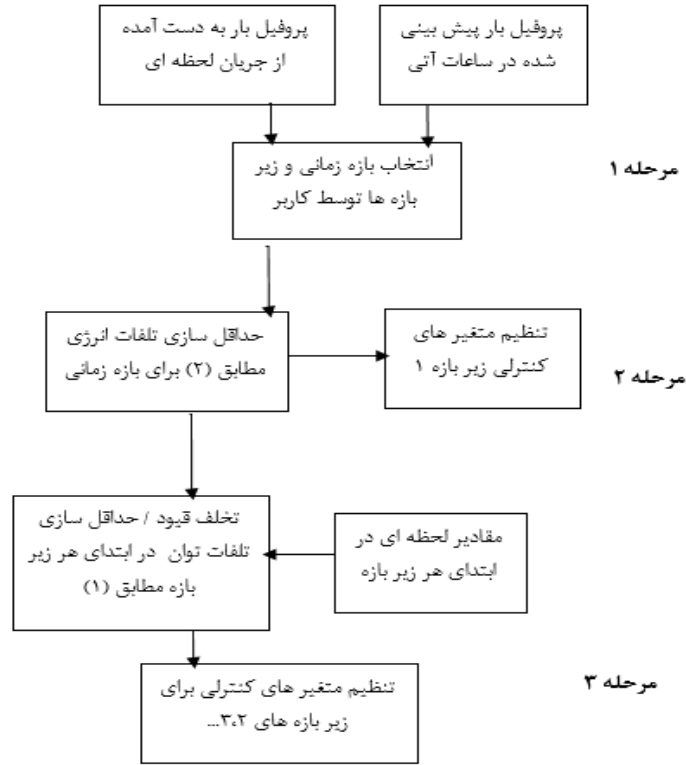 پروفیل بار به دست آمده
از جریان لحظه ای
پروفیل بار پیش بینی
شده در ساعات آتی
انتخاب بازه زمانی و زیر
بازه ها توسط کاربر
مرحله ۱
حداقل سازی تلفات انرژی
مطابق (۲) برای بازه زمانی
تنظیم متغیر های
کنترلی زیر بازه ۱
مرحله ۲
تخلف قیود / حداقل سازی
تلفات توان در ابتدای هر زیر
بازه مطابق (۱)
مقادیر لحظه ای در
ابتدای هر زیر بازه
تنظیم متغیر های کنترلی برای
زیر بازه های ۳،۲...
مرحله ۳